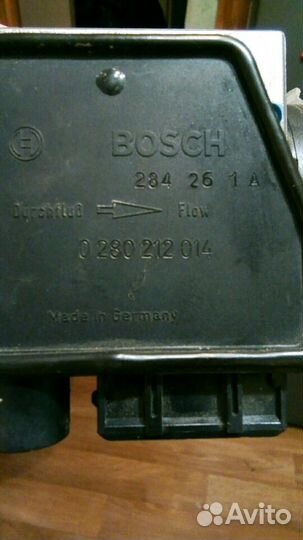 BOSCH
284 26 1 A
Durchfluß Flow
0 280 212 014
Made in Germany
Avito